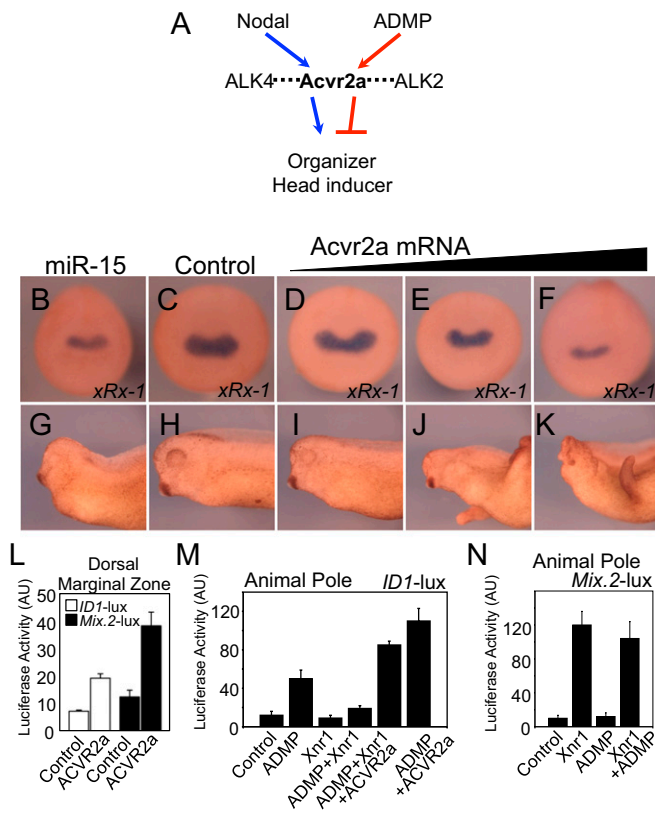 A
Nodal ADMP
ALK4 Acvr2a ALK2
Organizer
Head inducer
Acvr2a mRNA
miR-15 Control
B C D E F
xRx-1 xRx-1 xRx-1 xRx-1 xRx-1
G H I J K
L
Dorsal
Marginal Zone
ID1-lux
Mix.2-lux
Luciferase Activity (AU)
50
40
30
20
10
0
Control
ACVR2a
Control
ACVR2a
M
Animal Pole ID1-lux
Luciferase Activity (AU)
120
80
40
0
Control
ADMP
Xnr1
ADMP+Xnr1
ADMP+Xnr1
+ACVR2a
ADMP
+ACVR2a
N
Animal Pole
Mix.2-lux
Luciferase Activity (AU)
120
80
40
0
Control
Xnr1
ADMP
Xnr1
+ADMP